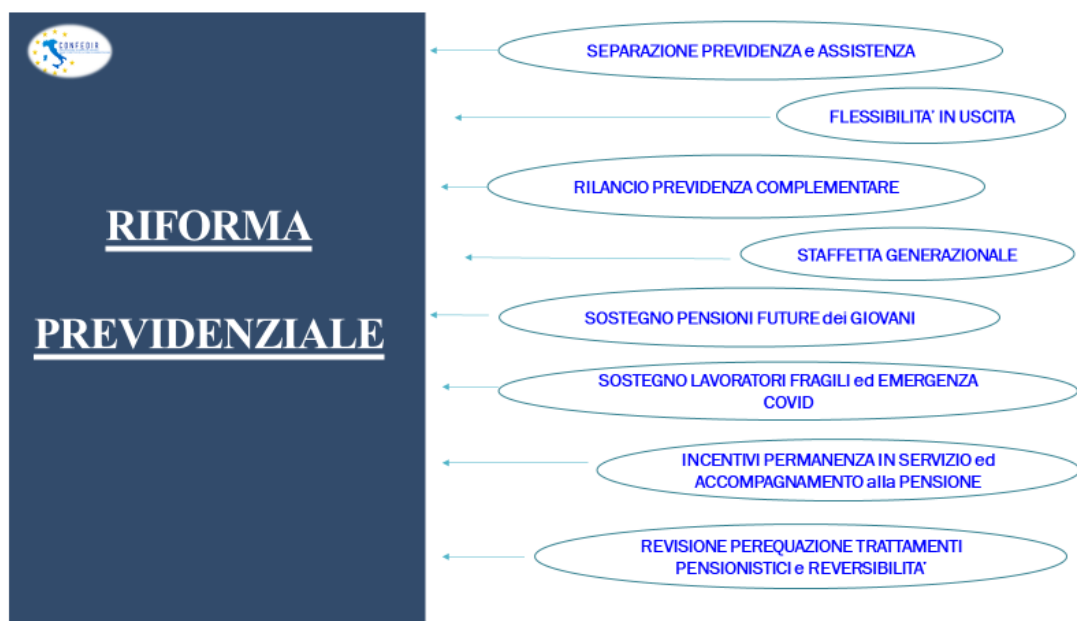 CONFEDIR
RIFORMA
PREVIDENZIALE
SEPARAZIONE PREVIDENZA e ASSISTENZA
FLESSIBILITA' IN USCITA
RILANCIO PREVIDENZA COMPLEMENTARE
STAFFETTA GENERAZIONALE
SOSTEGNO PENSIONI FUTURE dei GIOVANI
SOSTEGNO LAVORATORI FRAGILI ed EMERGENZA
COVID
INCENTIVI PERMANENZA IN SERVIZIO ed
ACCOMPAGNAMENTO alla PENSIONE
REVISIONE PEREQUAZIONE TRATTAMENTI
PENSIONISTICI e REVERSIBILITA'